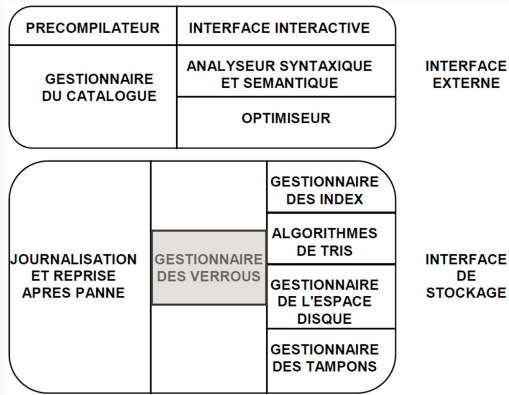 PRECOMPILATEUR
INTERFACE INTERACTIVE
GESTIONNAIRE
DU CATALOGUE
ANALYSEUR SYNTAXIQUE
ET SEMANTIQUE
OPTIMISEUR
INTERFACE
EXTERNE
JOURNALISATION
ET REPRISE
APRES PANNE
GESTIONNAIRE
DES VERROUS
GESTIONNAIRE
DES INDEX
ALGORITHMES
DE TRIS
GESTIONNAIRE
DE L'ESPACE
DISQUE
GESTIONNAIRE
DES TAMPONS
INTERFACE
DE
STOCKAGE